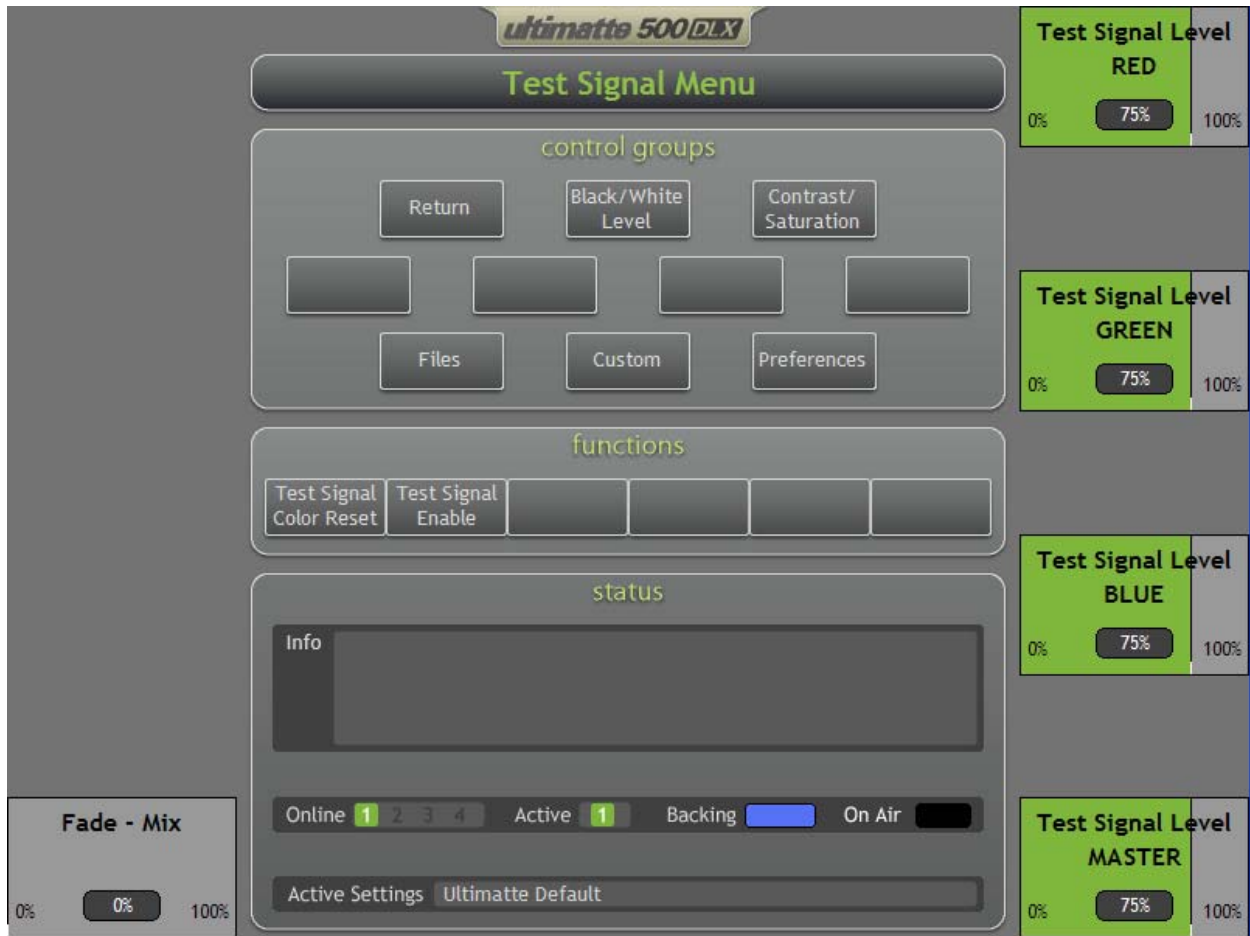 ultimatte 500 DLX
Test Signal Menu
control groups
Return
Black/White
Level
Contrast/
Saturation
Files
Custom
Preferences
functions
Test Signal
Color Reset
Test Signal
Enable
status
Info
Online 1 2 3 4 Active 1 Backing On Air
Active Settings Ultimatte Default
Fade - Mix
0% 0% 100%
Test Signal Level
RED
0% 75% 100%
Test Signal Level
GREEN
0% 75% 100%
Test Signal Level
BLUE
0% 75% 100%
Test Signal Level
MASTER
0% 75% 100%